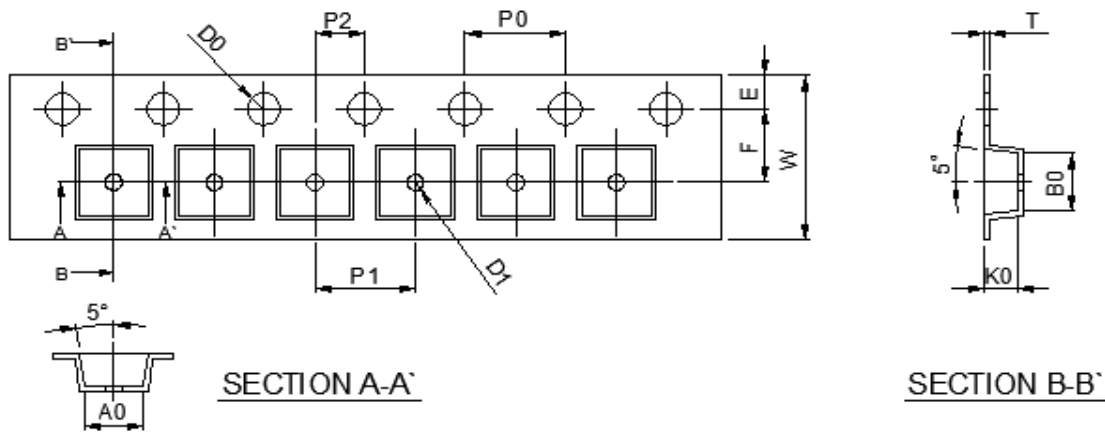 P2
P0
T
D0
B`
E
F
W
5°
B0
A
A`
B
P1
D1
K0
5°
A0
SECTION A-A`
SECTION B-B`